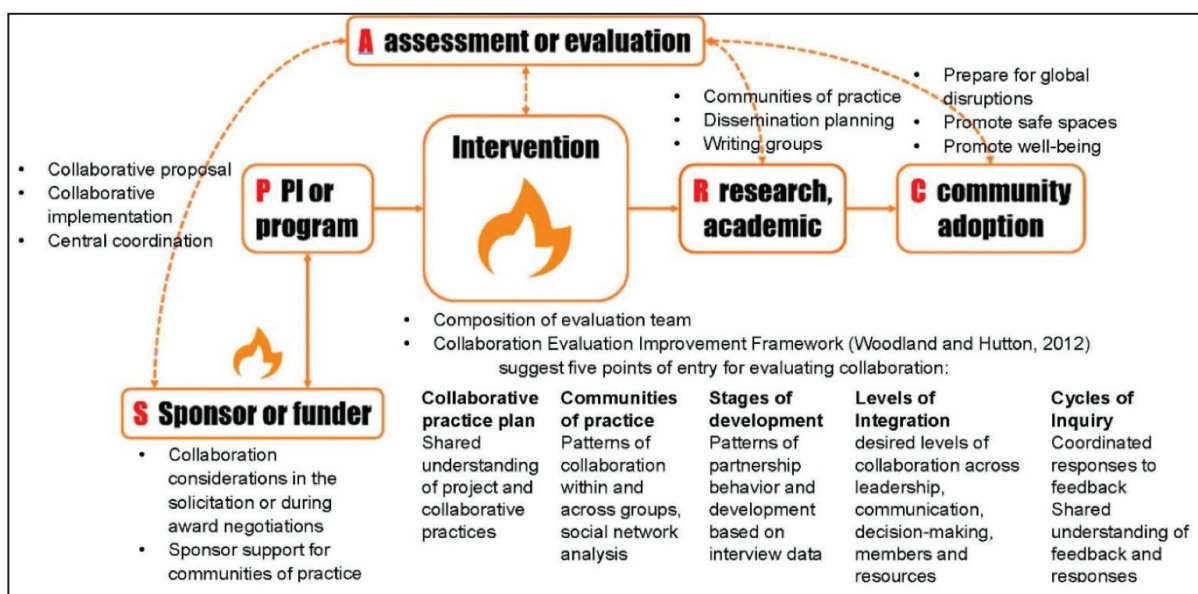 A assessment or evaluation
• Communities of practice
• Dissemination planning
• Writing groups
• Prepare for global
disruptions
• Promote safe spaces
• Promote well-being
• Collaborative proposal
• Collaborative
implementation
• Central coordination
P PI or
program
Intervention
R research,
academic
C community
adoption
S Sponsor or funder
• Collaboration
considerations in the
solicitation or during
award negotiations
• Sponsor support for
communities of practice
• Composition of evaluation team
• Collaboration Evaluation Improvement Framework (Woodland and Hutton, 2012)
suggest five points of entry for evaluating collaboration:
Collaborative
practice plan
Shared
understanding
of project and
collaborative
practices
Communities
of practice
Patterns of
collaboration
within and
across groups,
social network
analysis
Stages of
development
Patterns of
partnership
behavior and
development
based on
interview data
Levels of
Integration
desired levels of
collaboration across
leadership,
communication,
decision-making,
members and
resources
Cycles of
Inquiry
Coordinated
responses to
feedback
Shared
understanding of
feedback and
responses